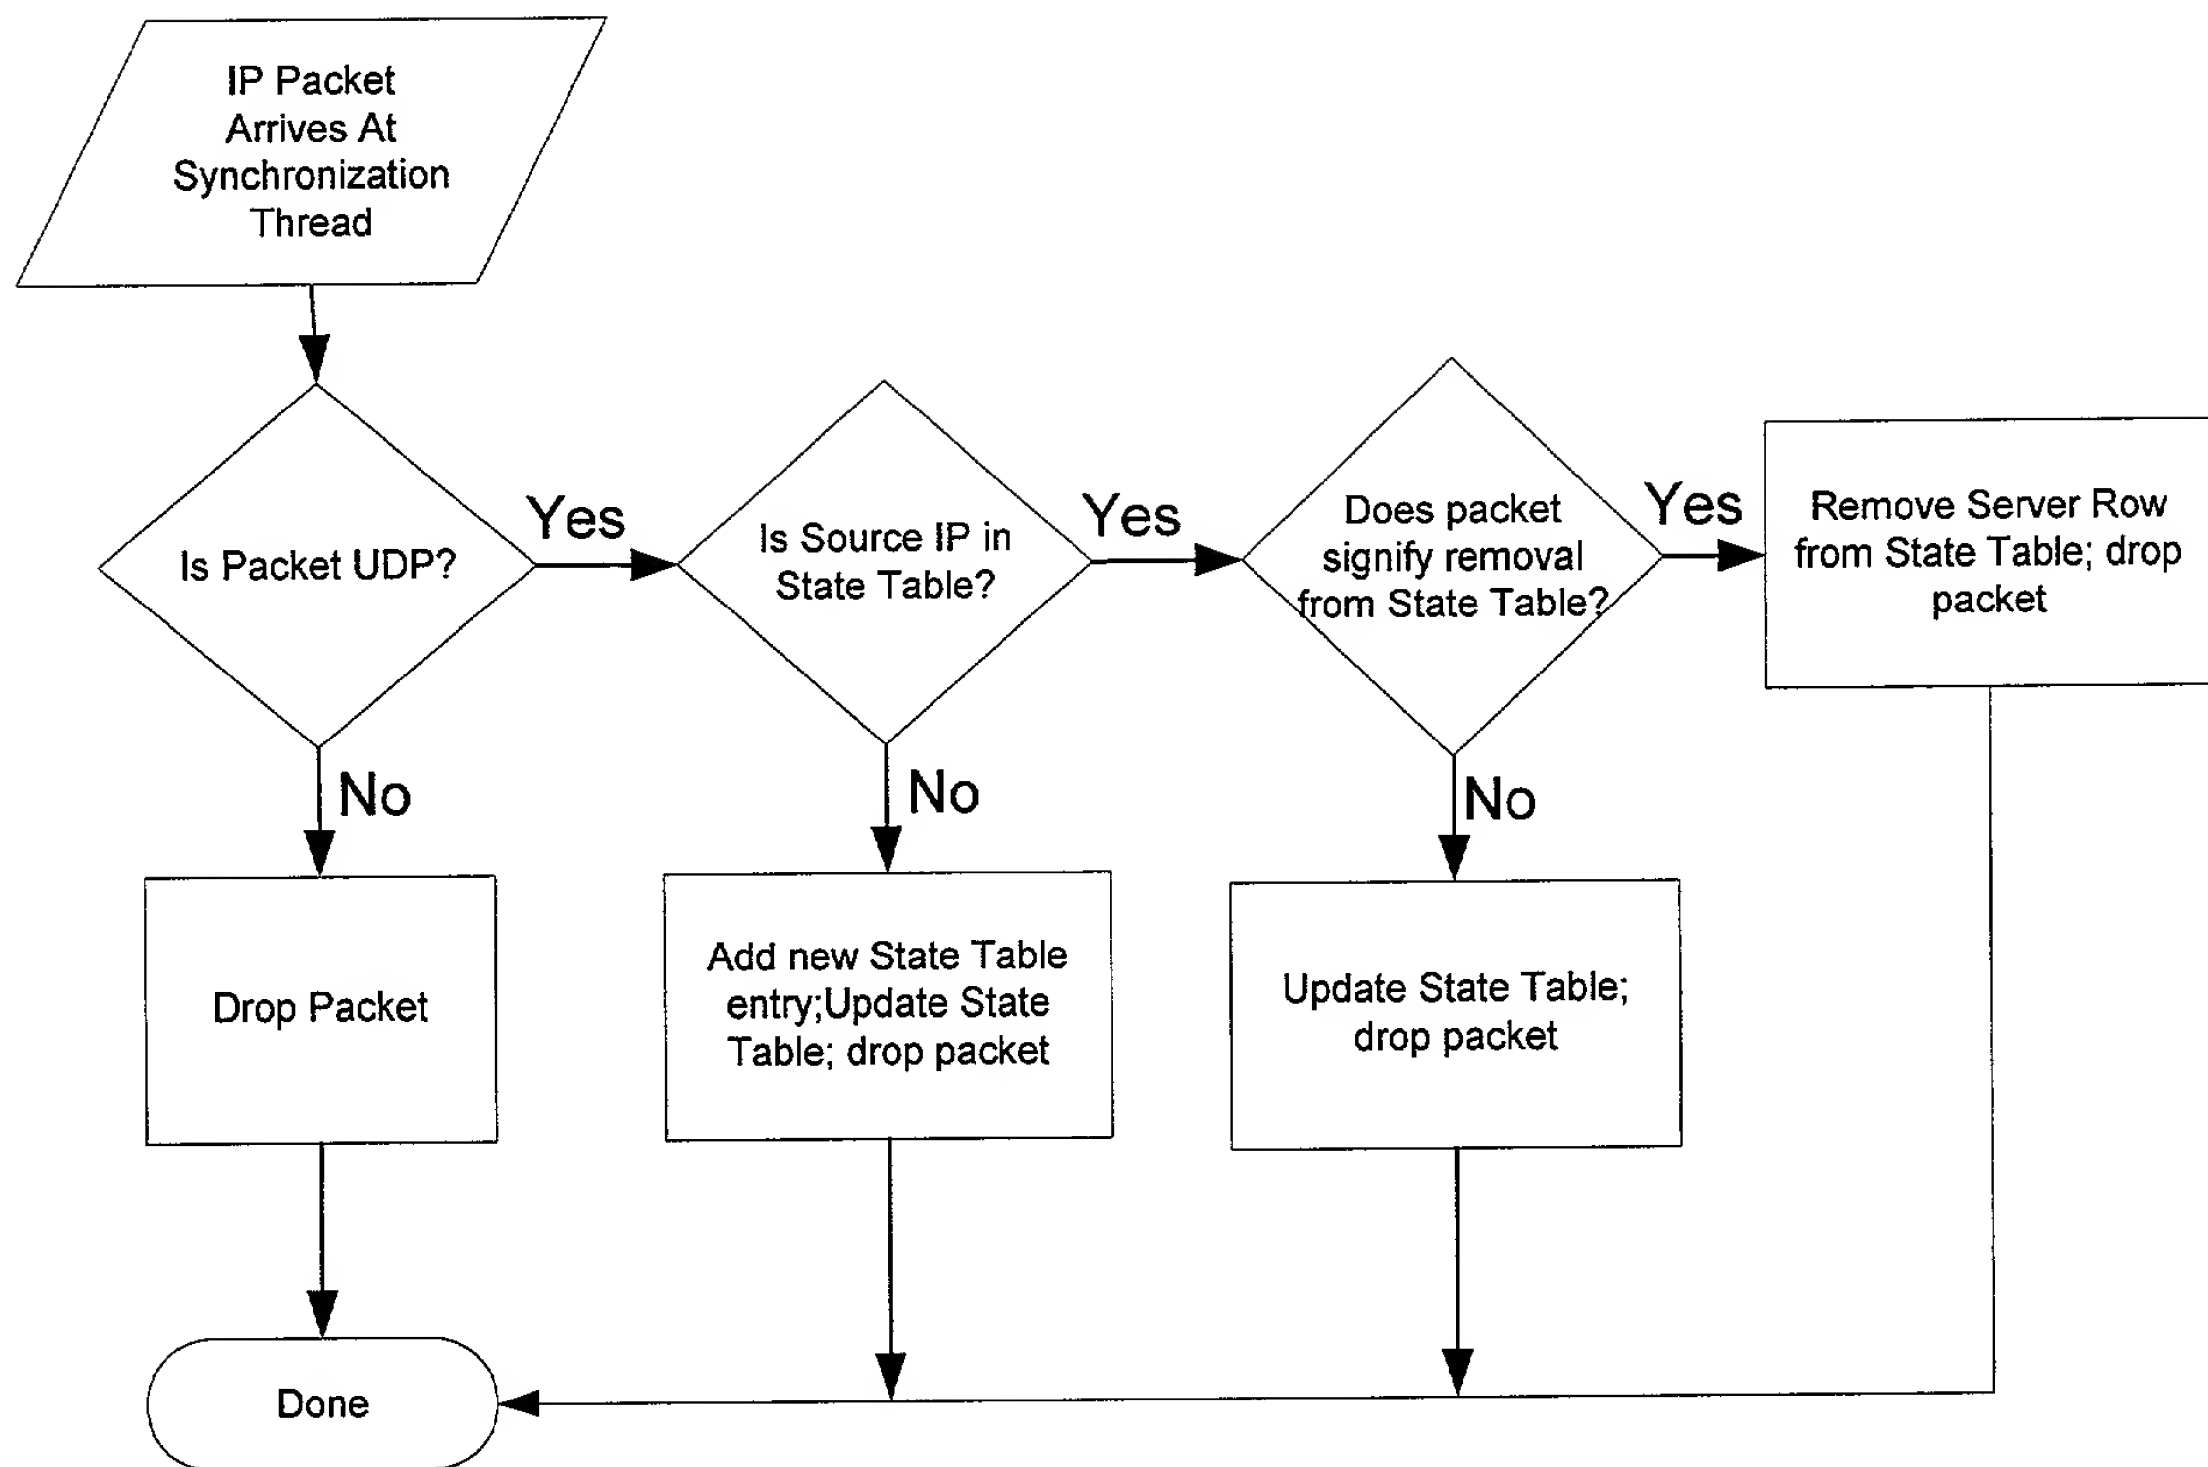 IP Packet
Arrives At
Synchronization
Thread
Is Packet UDP?
Yes
Is Source IP in
State Table?
Yes
Does packet
signify removal
from State Table?
Yes
Remove Server Row
from State Table; drop
packet
No
No
No
Drop Packet
Add new State Table
entry;Update State
Table; drop packet
Update State Table;
drop packet
Done